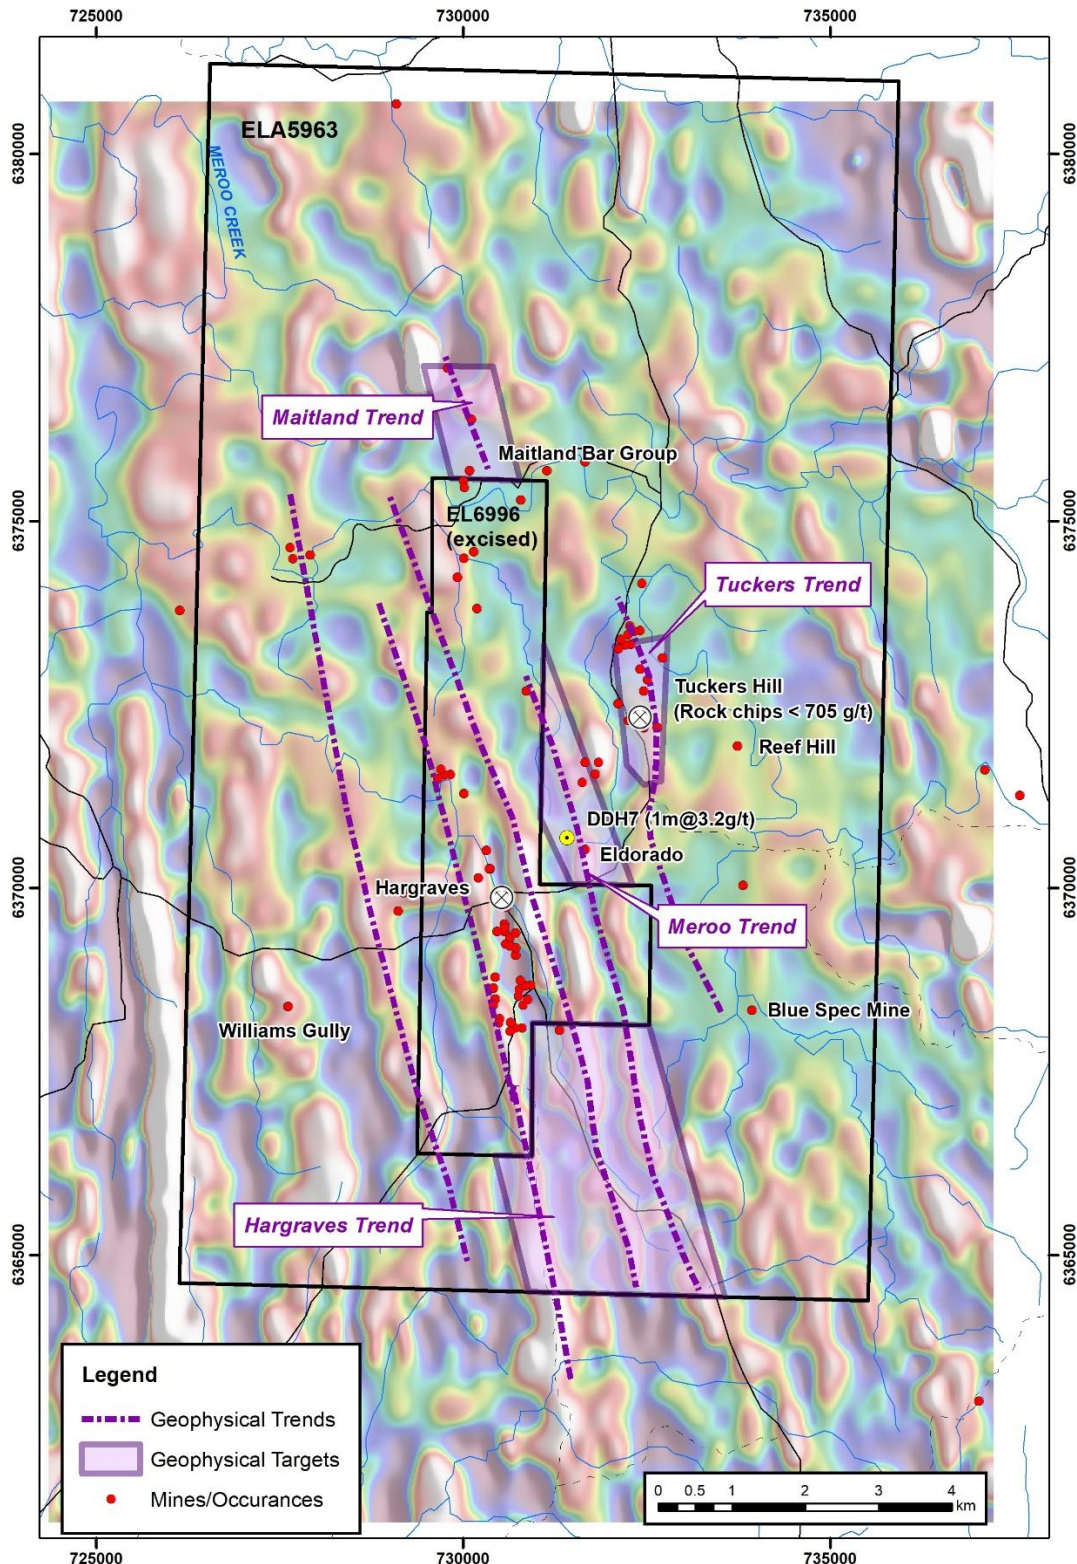 725000
730000
735000
ELA5963
6380000
6380000
MEROO CREEK
Maitland Trend
Maitland Bar Group
6375000
6375000
EL6996
(excised)
Tuckers Trend
Tuckers Hill
(Rock chips < 705 g/t)
Reef Hill
DDH7 (1m@3.2g/t)
Eldorado
6370000
6370000
Hargraves
Meroo Trend
Blue Spec Mine
Williams Gully
Hargraves Trend
6365000
6365000
Legend
Geophysical Trends
Geophysical Targets
Mines/Occurances
0 0.5 1 2 3 4
km
725000
730000
735000